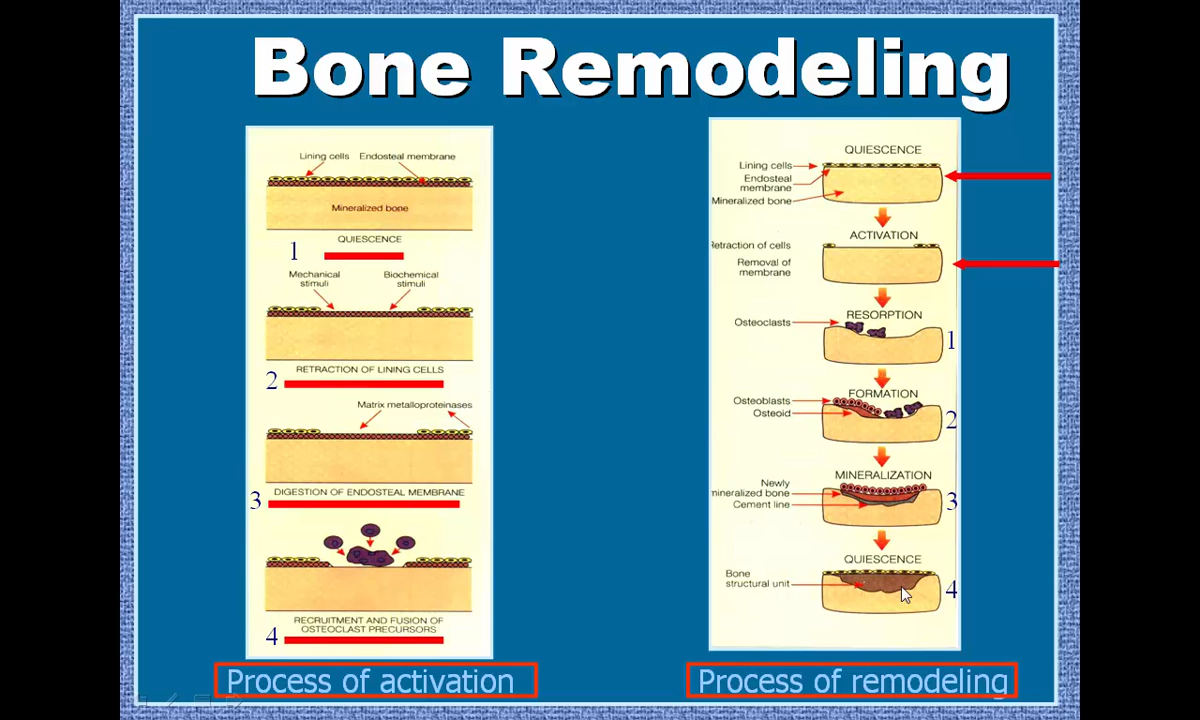 Bone Remodeling
Lining cells Endosteal membrane
Mineralized bone
1 QUIESCENCE
Mechanical stimuli
Biochemical stimuli
2 RETRACTION OF LINING CELLS
Matrix metalloproteinases
3 DIGESTION OF ENDOSTEAL MEMBRANE
4 RECRUITMENT AND FUSION OF
OSTEOCLAST PRECURSORS
Process of activation
QUIESCENCE
Lining cells
Endosteal
membrane
Mineralized bone
ACTIVATION
Retraction of cells
Removal of
membrane
RESORPTION
Osteoclasts
1
FORMATION
Osteoblasts
Osteoid
2
MINERALIZATION
Newly
mineralized bone
Cement line
3
QUIESCENCE
Bone
structural unit
4
Process of remodeling